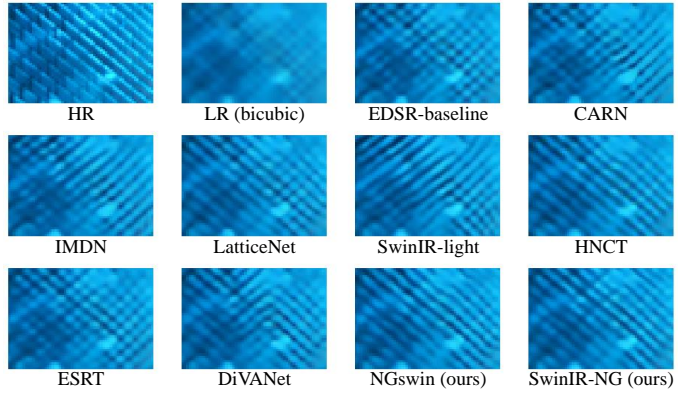 HR LR (bicubic) EDSR-baseline CARN
IMDN LatticeNet SwinIR-light HNCT
ESRT DiVANet NGswin (ours) SwinIR-NG (ours)